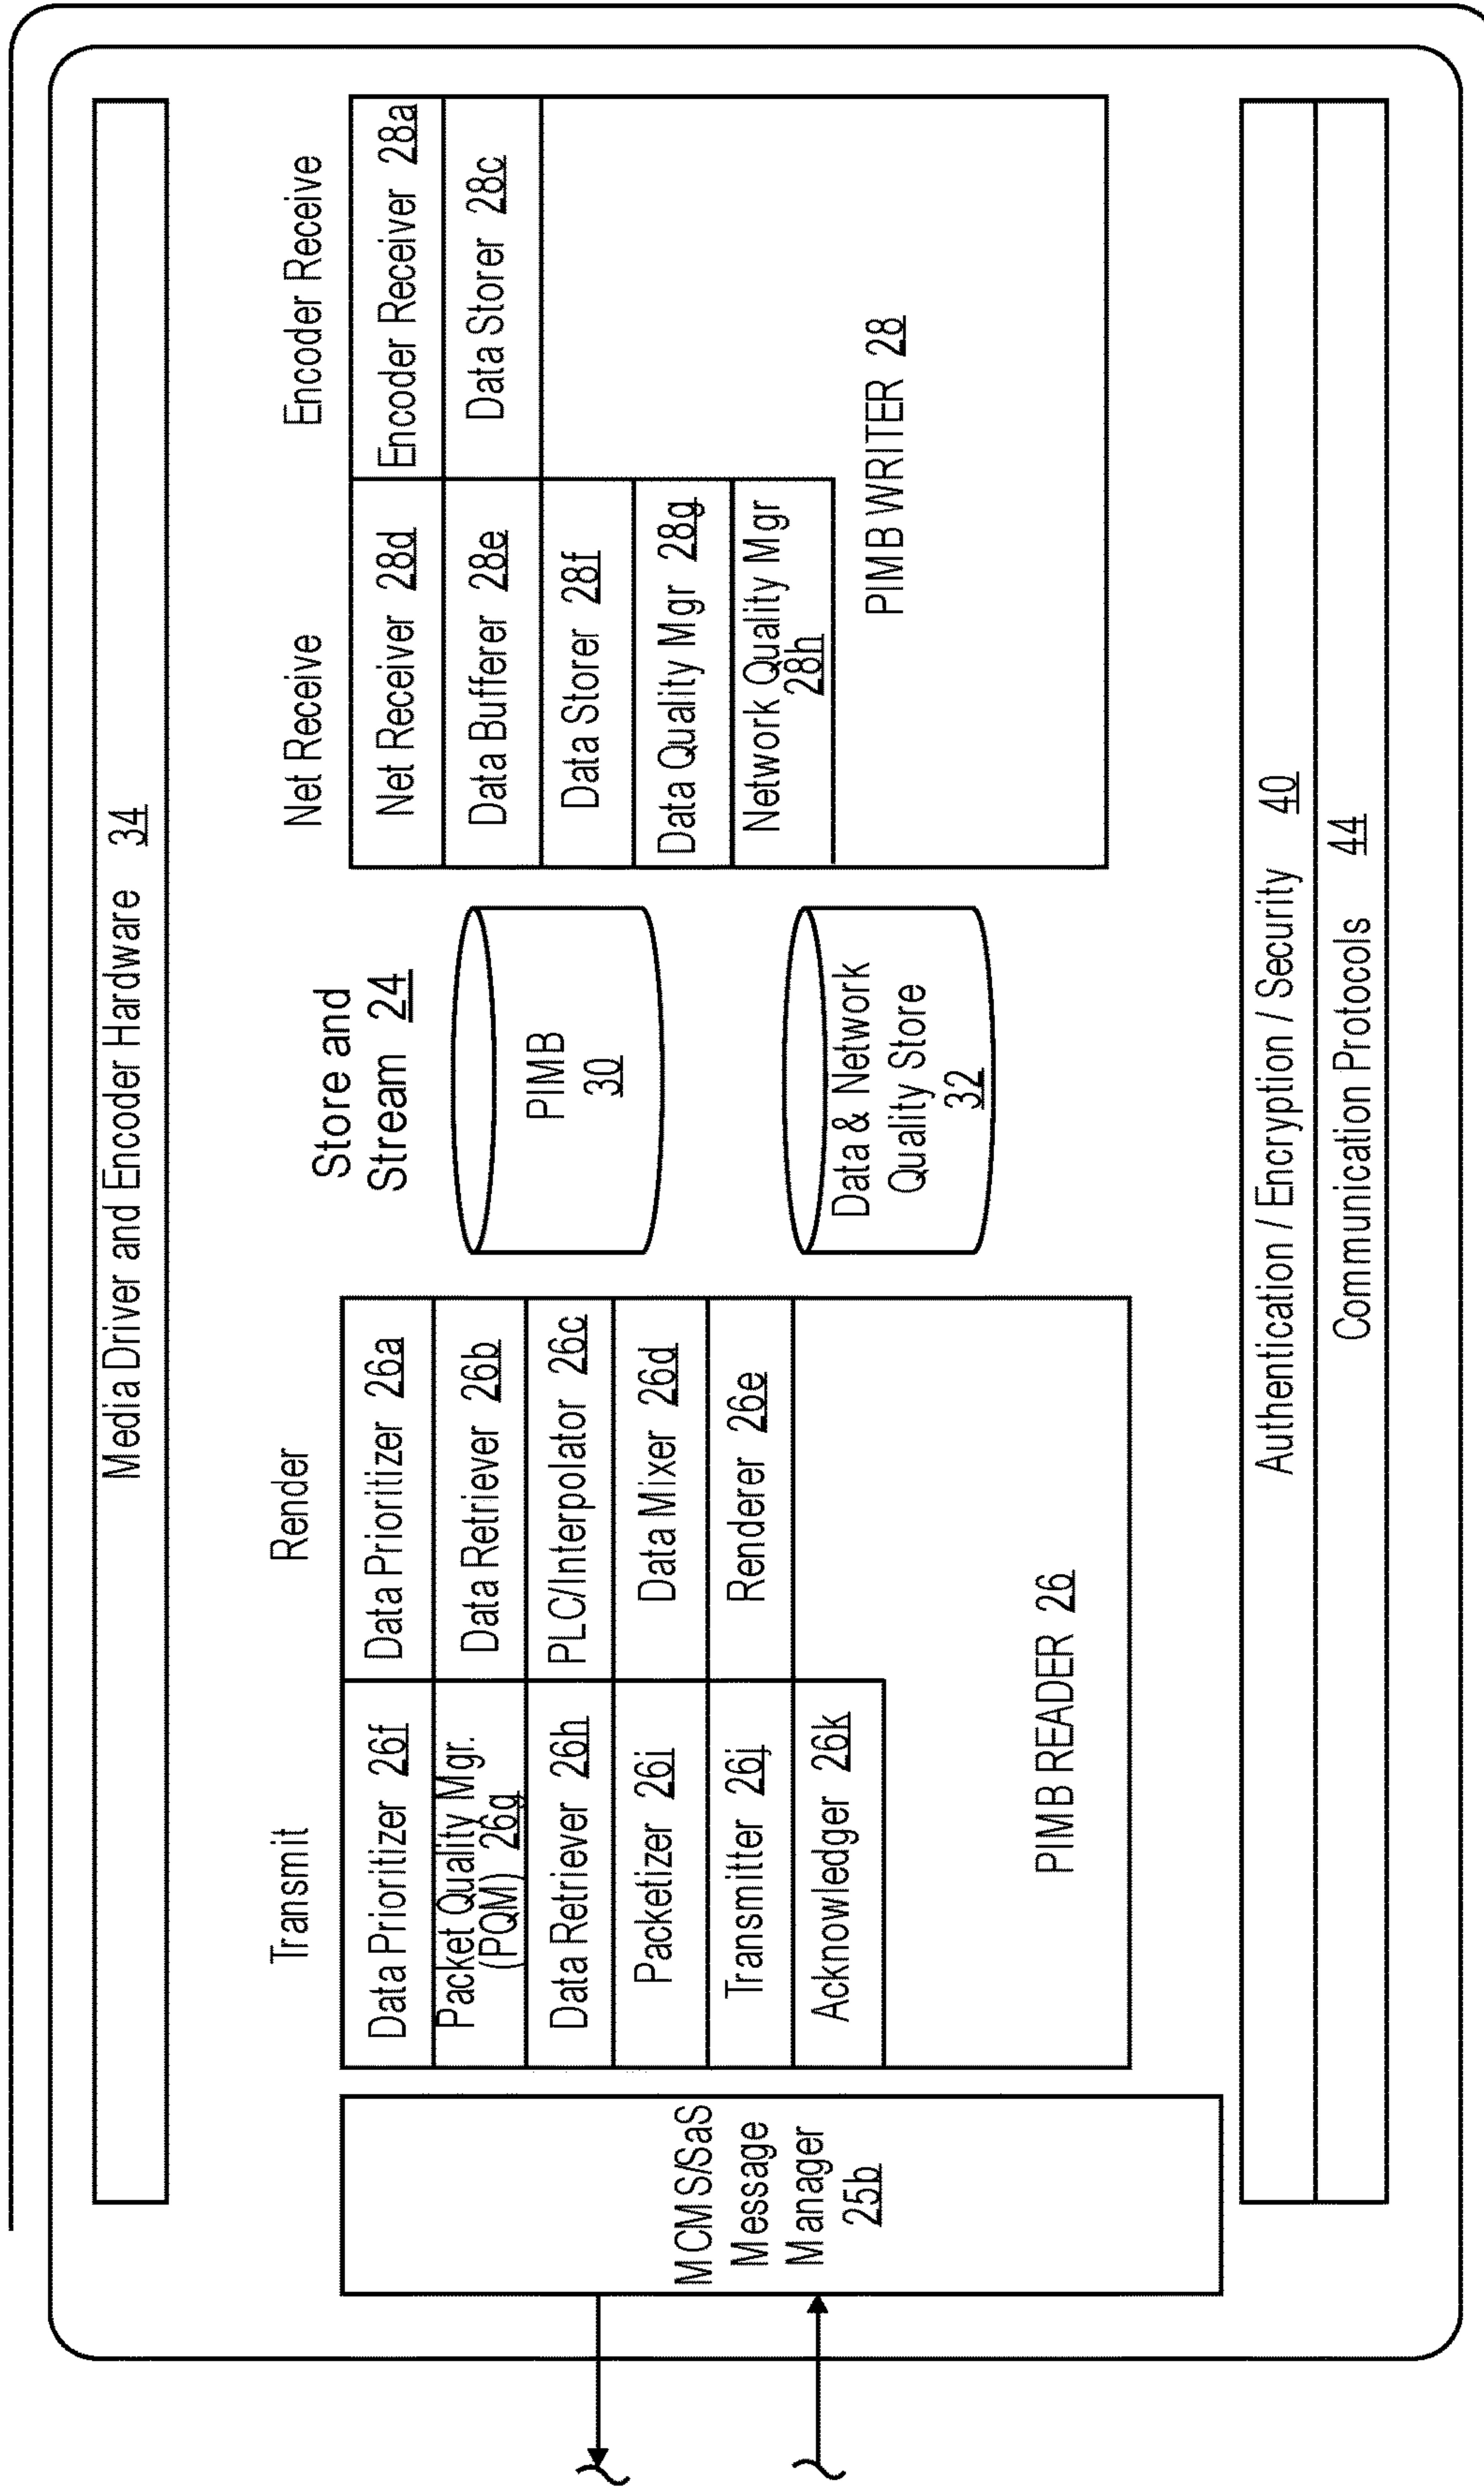 Media Driver and Encoder Hardware 34
Transmit
Render
Data Prioritizer 26f
Data Prioritizer 26a
Packet Quality Mgr.
(PQM) 26g
Data Retriever 26b
Data Retriever 26h
PLC/Interpolator 26c
Packetizer 26i
Data Mixer 26d
Transmitter 26j
Renderer 26e
Acknowledger 26k
PIMB READER 26
MCMS/SaS
Message
Manager
25b
Store and
Stream 24
PIMB
30
Data & Network
Quality Store
32
Net Receive
Encoder Receive
Net Receiver 28d
Encoder Receiver 28a
Data Bufferer 28e
Data Storer 28c
Data Storer 28f
Data Quality Mgr 28g
Network Quality Mgr
28h
PIMB WRITER 28
Authentication / Encryption / Security 40
Communication Protocols 44